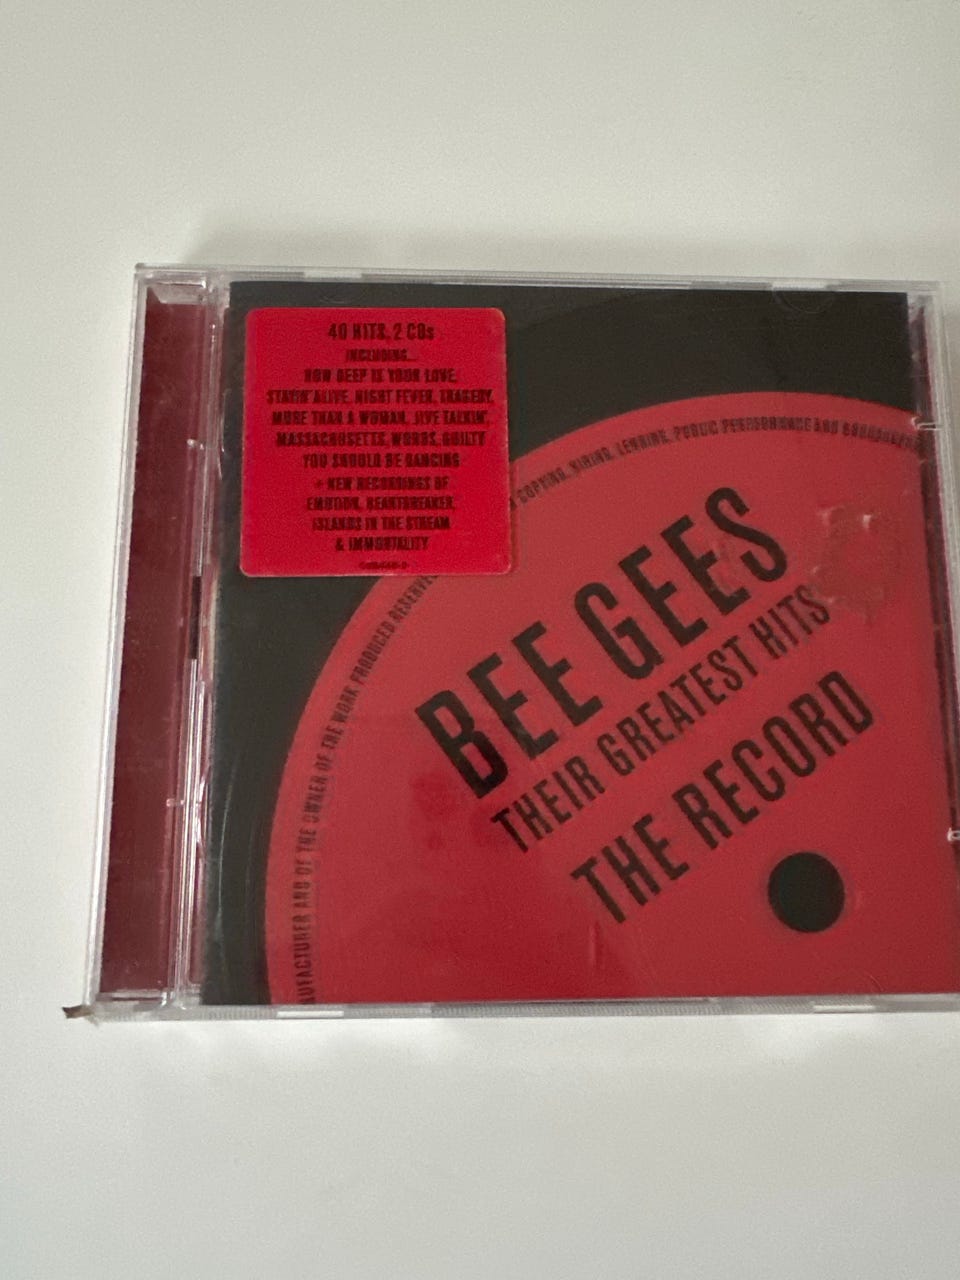 40 HITS, 2 CDs
INCLUDING...
HOW DEEP IS YOUR LOVE,
STAYIN' ALIVE, NIGHT FEVER, TRAGEDY,
MORE THAN A WOMAN, JIVE TALKIN',
MASSACHUSETTS, WORDS, GUILTY
YOU SHOULD BE DANCING
+ NEW RECORDINGS OF
EMOTION, HEARTBREAKER,
ISLANDS IN THE STREAM
& IMMORTALITY
UFACTURER AND OF THE OWNER OF THE WORK PRODUCED RESERVED
COPYING, HIRING, LENDING, PUBLIC PERFORMANCE AND
BEE GEES
THEIR GREATEST HITS
THE RECORD